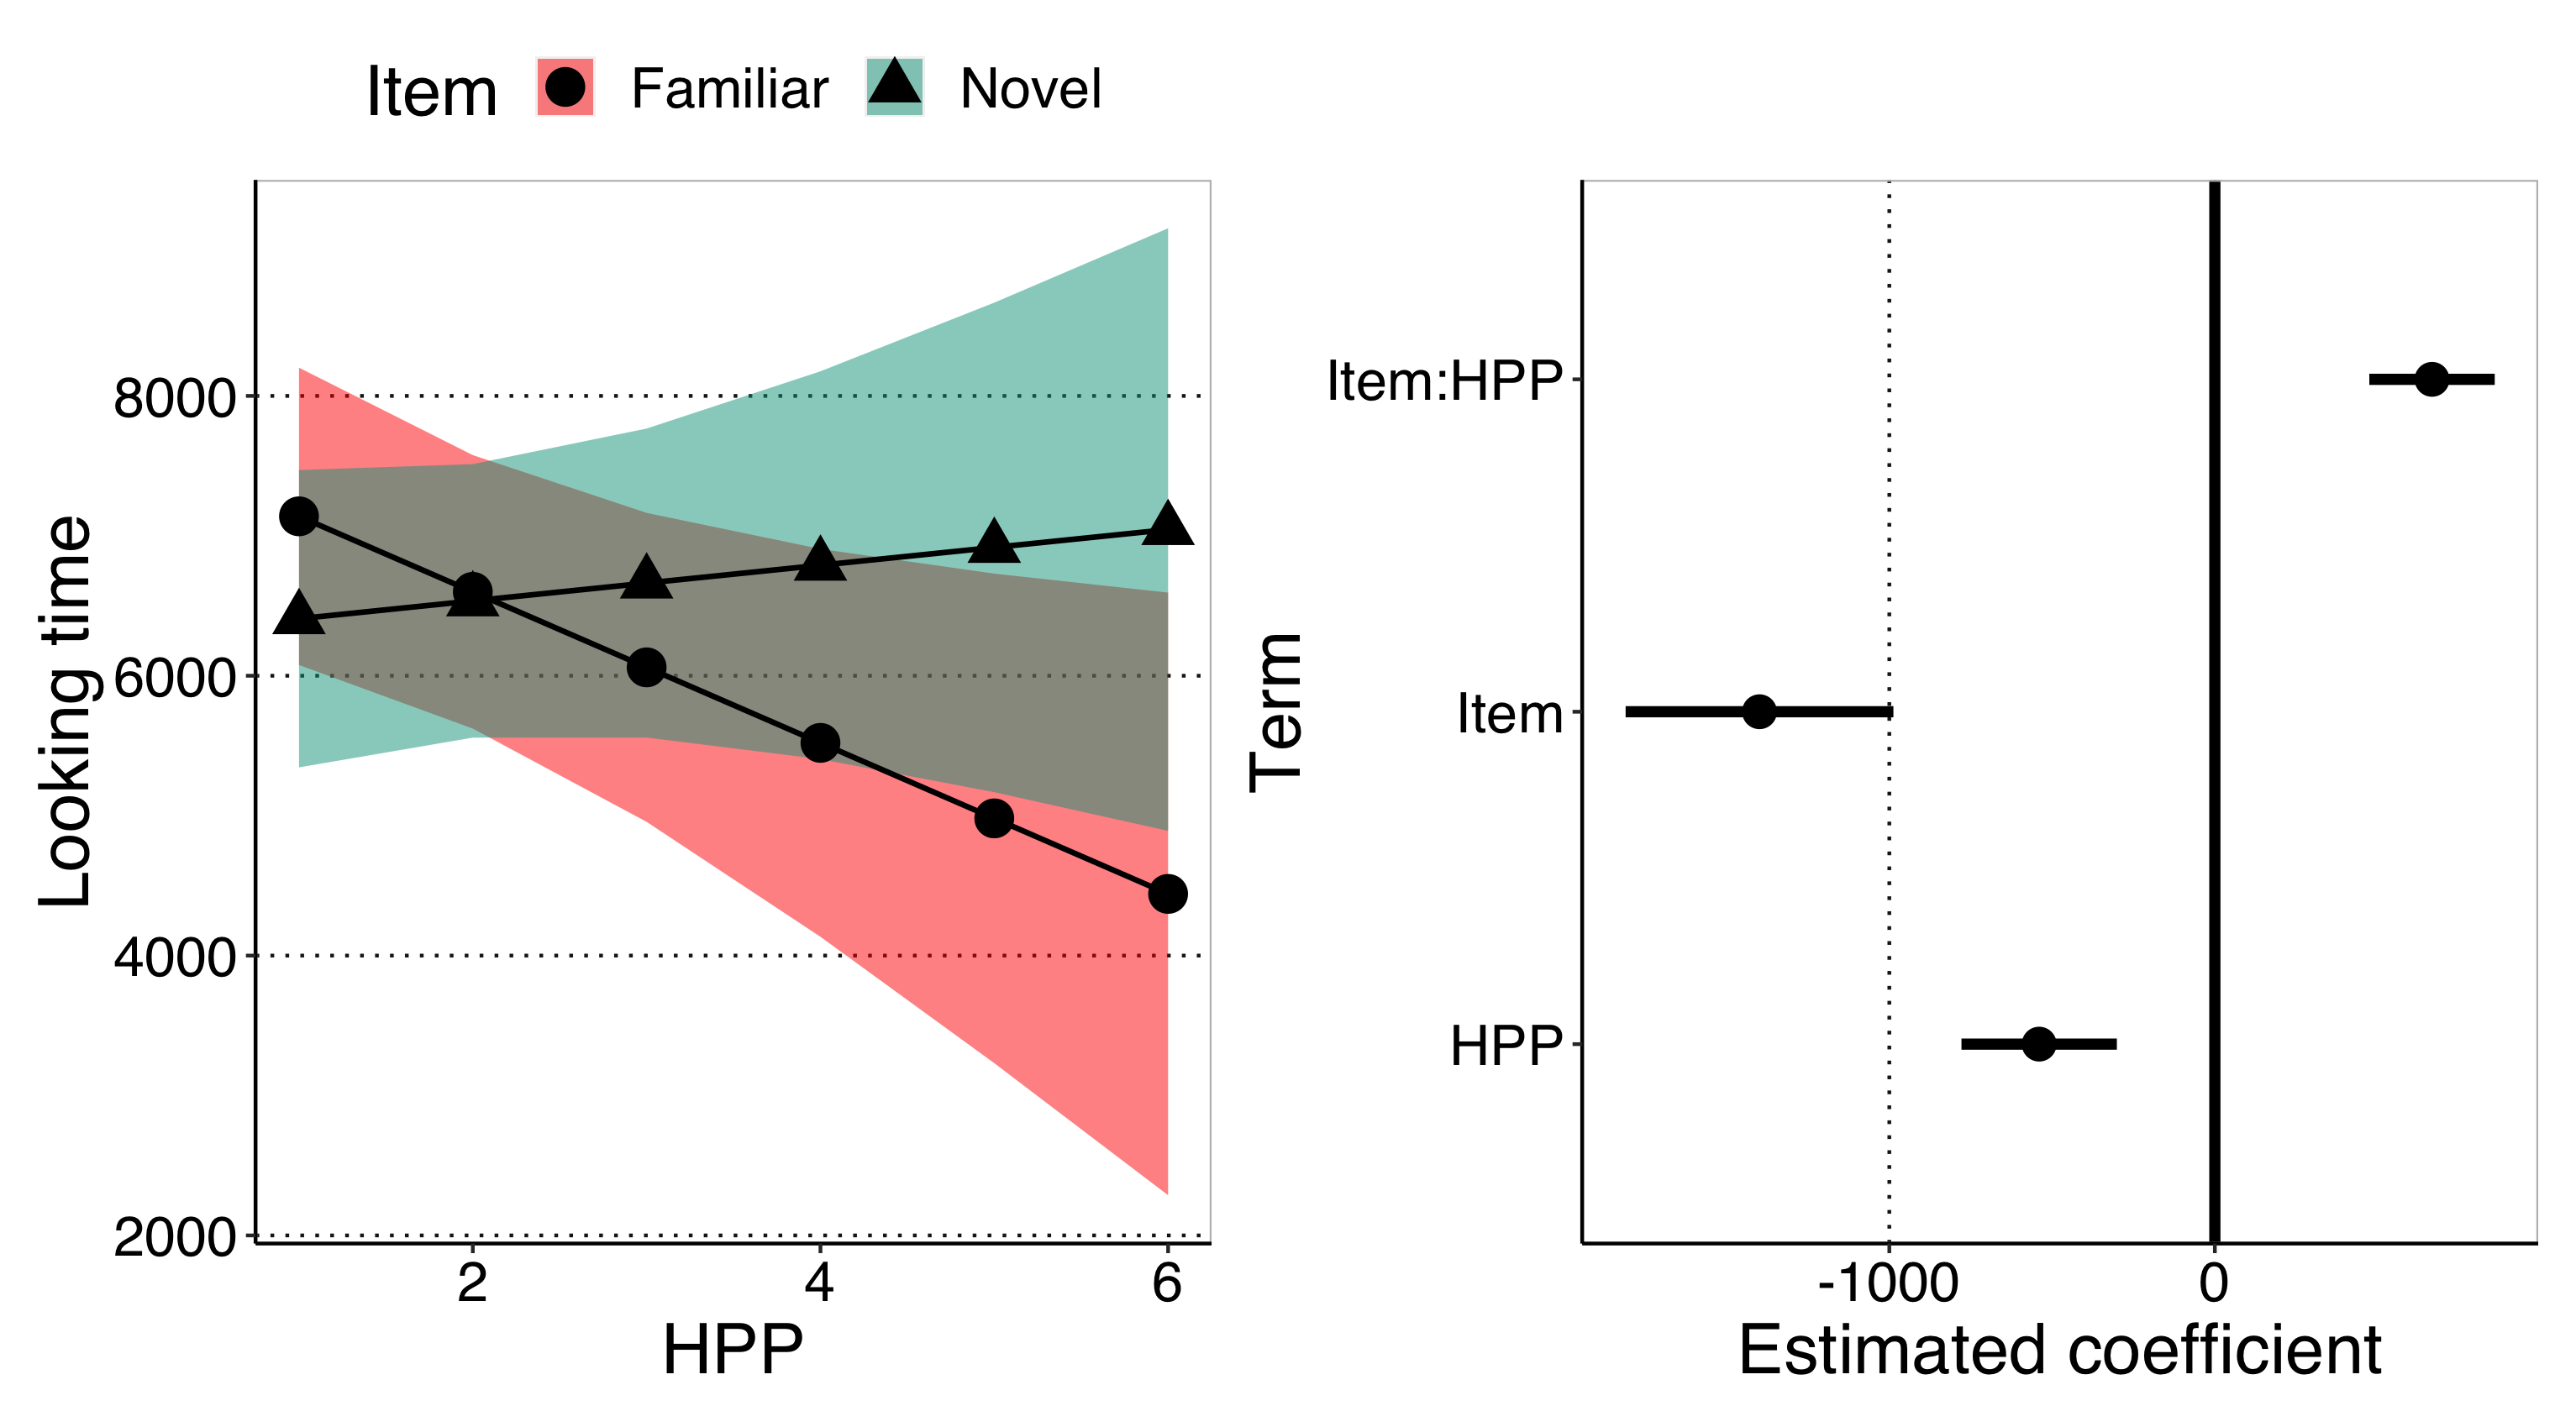 Item Familiar Novel
Looking time
8000
6000
4000
2000
2 4 6
HPP
Term
Item:HPP
Item
HPP
-1000 0
Estimated coefficient